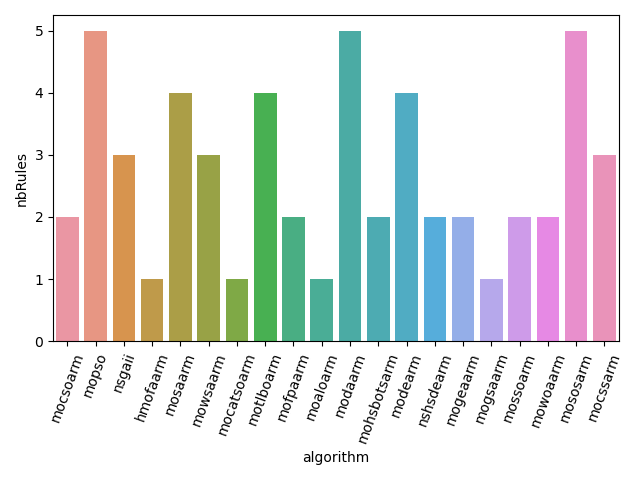 5
4
3
2
1
0
nbRules
mocsoarm
mopso
nsgaii
hmofaarm
mosaarm
mowsaarm
mocatsoarm
motlboarm
mofpaarm
moaloarm
modaarm
mohsbotsarm
modearm
nshsdearm
mogeaarm
mogsaarm
mossoarm
mowoaarm
mososarm
mocssarm
algorithm